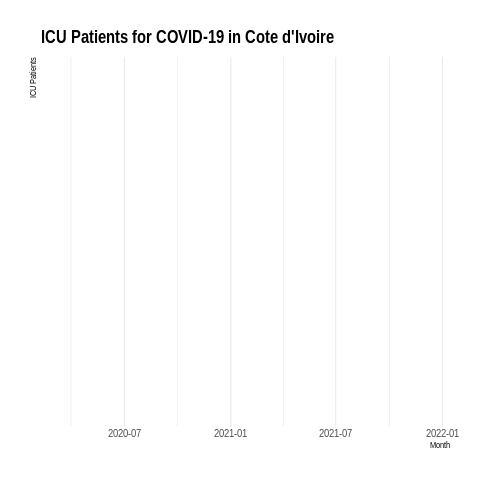 ICU Patients for COVID-19 in Cote d'Ivoire
ICU Patients
2020-07 2021-01 2021-07 2022-01
Month